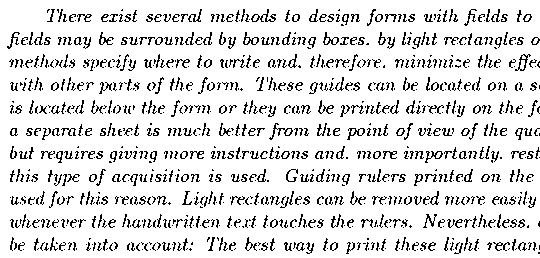 There exist several methods to design forms with fields to
fields may be surrounded by bounding boxes, by light rectangles o
methods specify where to write and, therefore, minimize the effe
with other parts of the form. These guides can be located on a s
is located below the form or they can be printed directly on the fo
a separate sheet is much better from the point of view of the qua
but requires giving more instructions and, more importantly, rest
this type of acquisition is used. Guiding rulers printed on the
used for this reason. Light rectangles can be removed more easily
whenever the handwritten text touches the rulers. Nevertheless,
be taken into account: The best way to print these light rectang